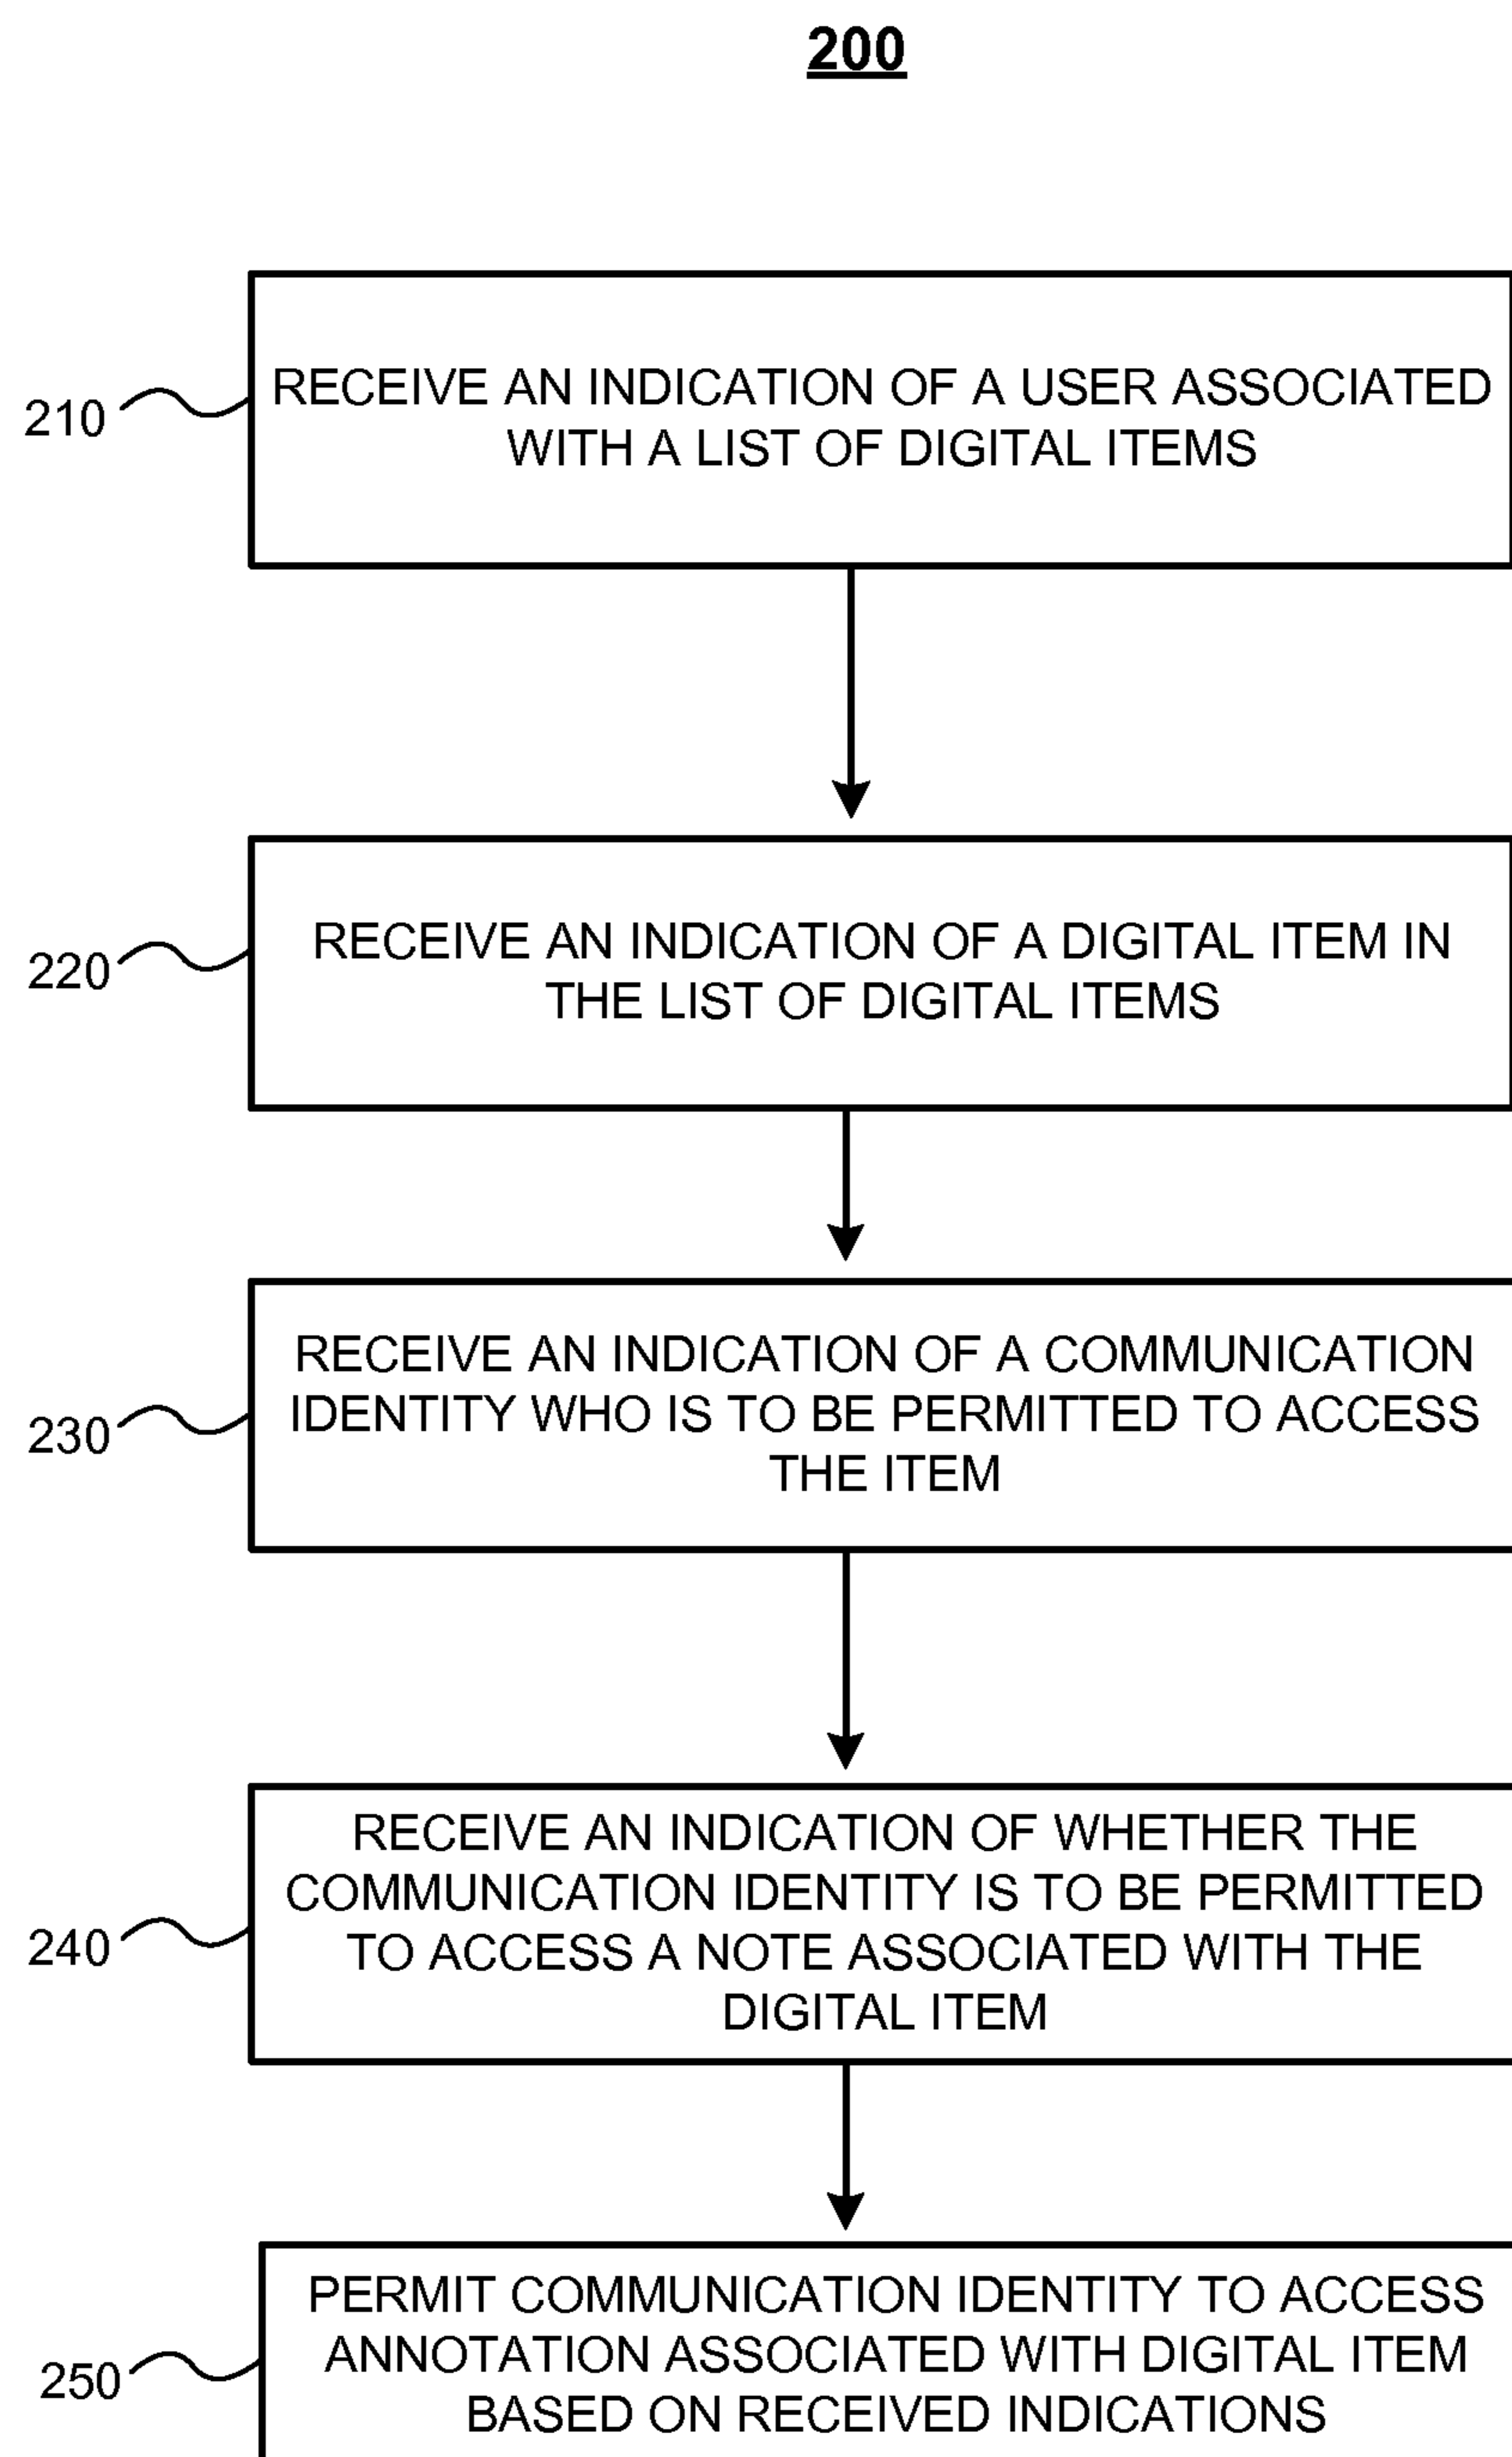 200
210
RECEIVE AN INDICATION OF A USER ASSOCIATED
WITH A LIST OF DIGITAL ITEMS
220
RECEIVE AN INDICATION OF A DIGITAL ITEM IN
THE LIST OF DIGITAL ITEMS
230
RECEIVE AN INDICATION OF A COMMUNICATION
IDENTITY WHO IS TO BE PERMITTED TO ACCESS
THE ITEM
240
RECEIVE AN INDICATION OF WHETHER THE
COMMUNICATION IDENTITY IS TO BE PERMITTED
TO ACCESS A NOTE ASSOCIATED WITH THE
DIGITAL ITEM
250
PERMIT COMMUNICATION IDENTITY TO ACCESS
ANNOTATION ASSOCIATED WITH DIGITAL ITEM
BASED ON RECEIVED INDICATIONS